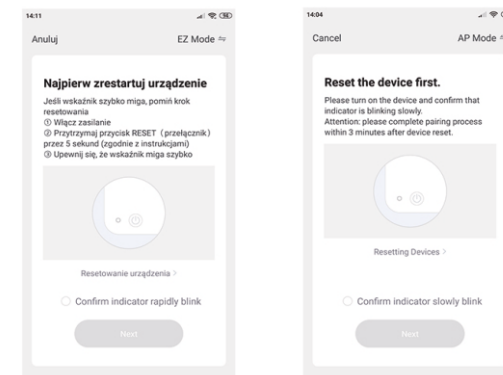 14:11
Anuluj
EZ Mode ⇋
Najpierw zrestartuj urządzenie
Jeśli wskaźnik szybko miga, pomiń krok
resetowania
① Włącz zasilanie
② Przytrzymaj przycisk RESET (przełącznik)
przez 5 sekund (zgodnie z instrukcjami)
③ Upewnij się, że wskaźnik miga szybko
Resetowanie urządzenia >
Confirm indicator rapidly blink
Next
14:04
Cancel
AP Mode
Reset the device first.
Please turn on the device and confirm that
indicator is blinking slowly.
Attention: please complete pairing process
within 3 minutes after device reset.
Resetting Devices >
Confirm indicator slowly blink
Next